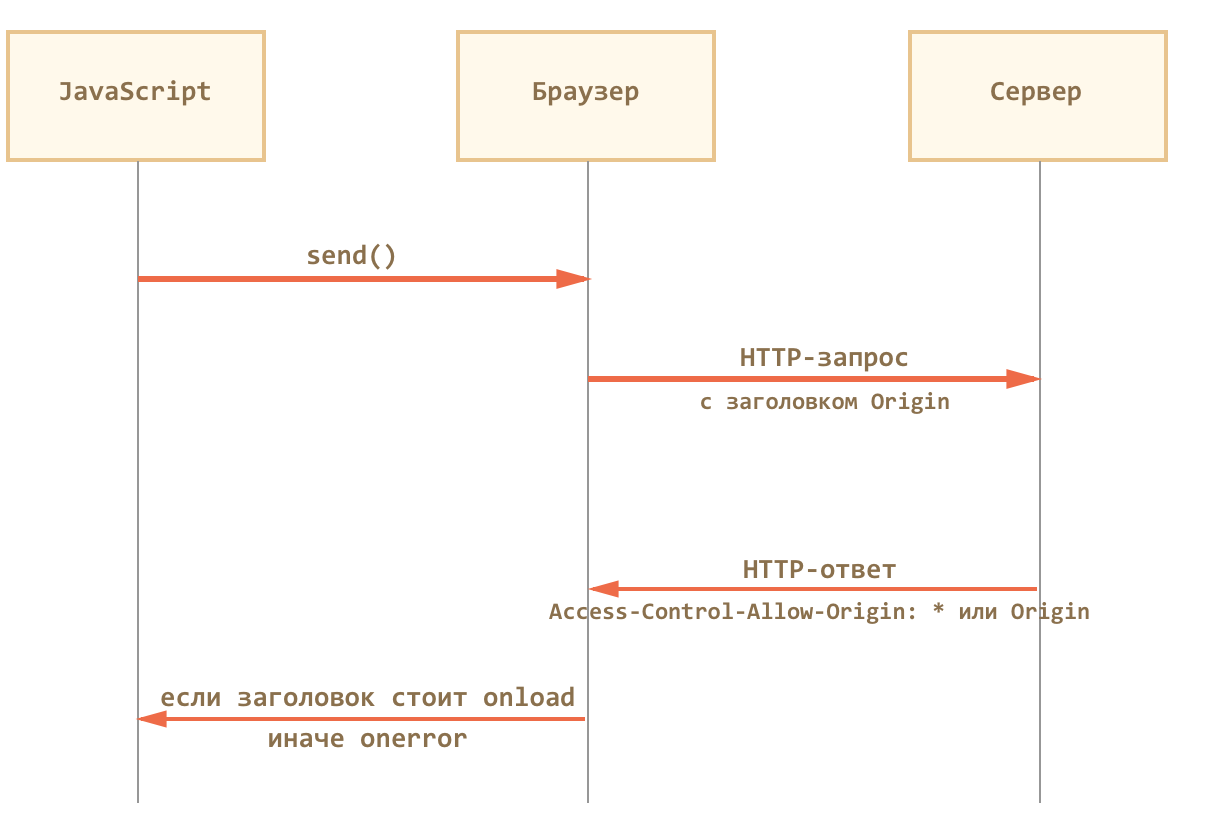 JavaScript
Браузер
Сервер
send()
HTTP-запрос
с заголовком Origin
HTTP-ответ
Access-Control-Allow-Origin: * или Origin
если заголовок стоит onload
иначе onerror